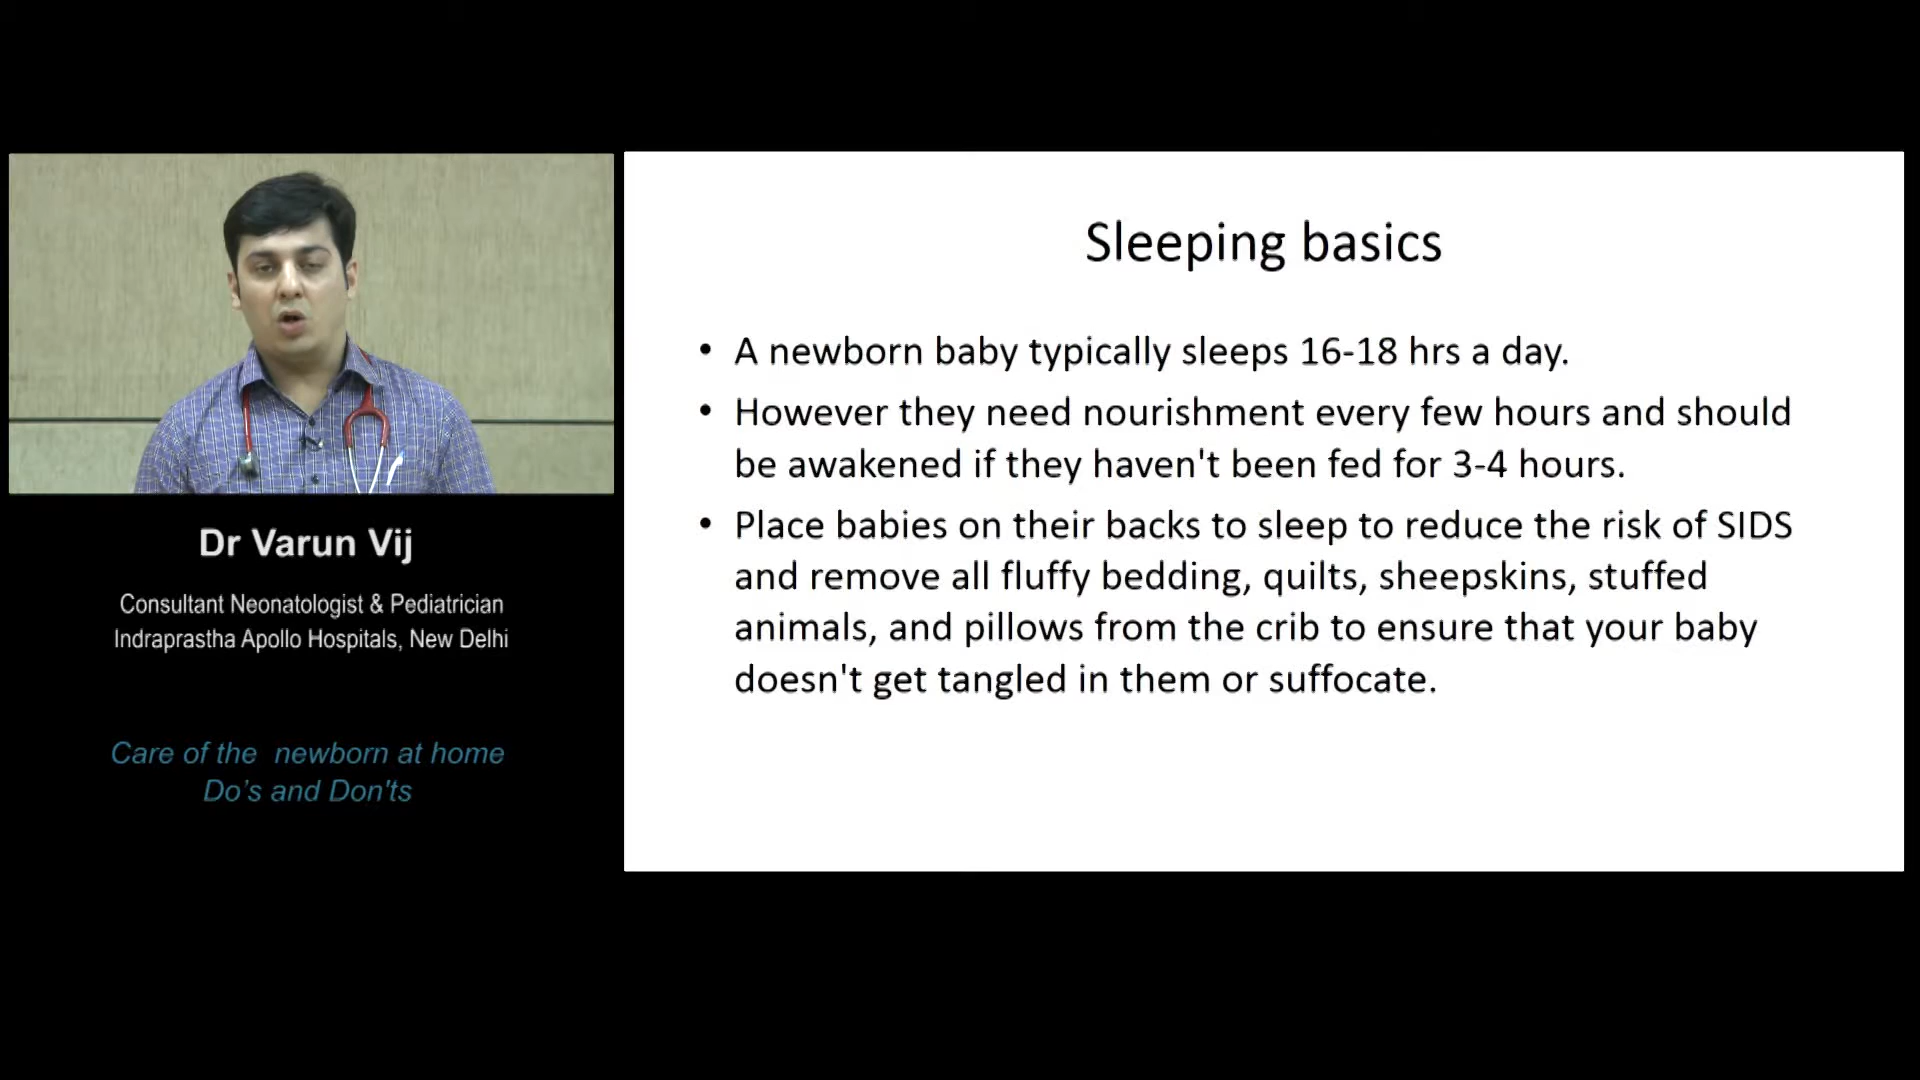 Sleeping basics
• A newborn baby typically sleeps 16-18 hrs a day.
• However they need nourishment every few hours and should
be awakened if they haven't been fed for 3-4 hours.
• Place babies on their backs to sleep to reduce the risk of SIDS
and remove all fluffy bedding, quilts, sheepskins, stuffed
animals, and pillows from the crib to ensure that your baby
doesn't get tangled in them or suffocate.
Dr Varun Vij
Consultant Neonatologist & Pediatrician
Indraprastha Apollo Hospitals, New Delhi
Care of the  newborn at home
Do’s and Don'ts